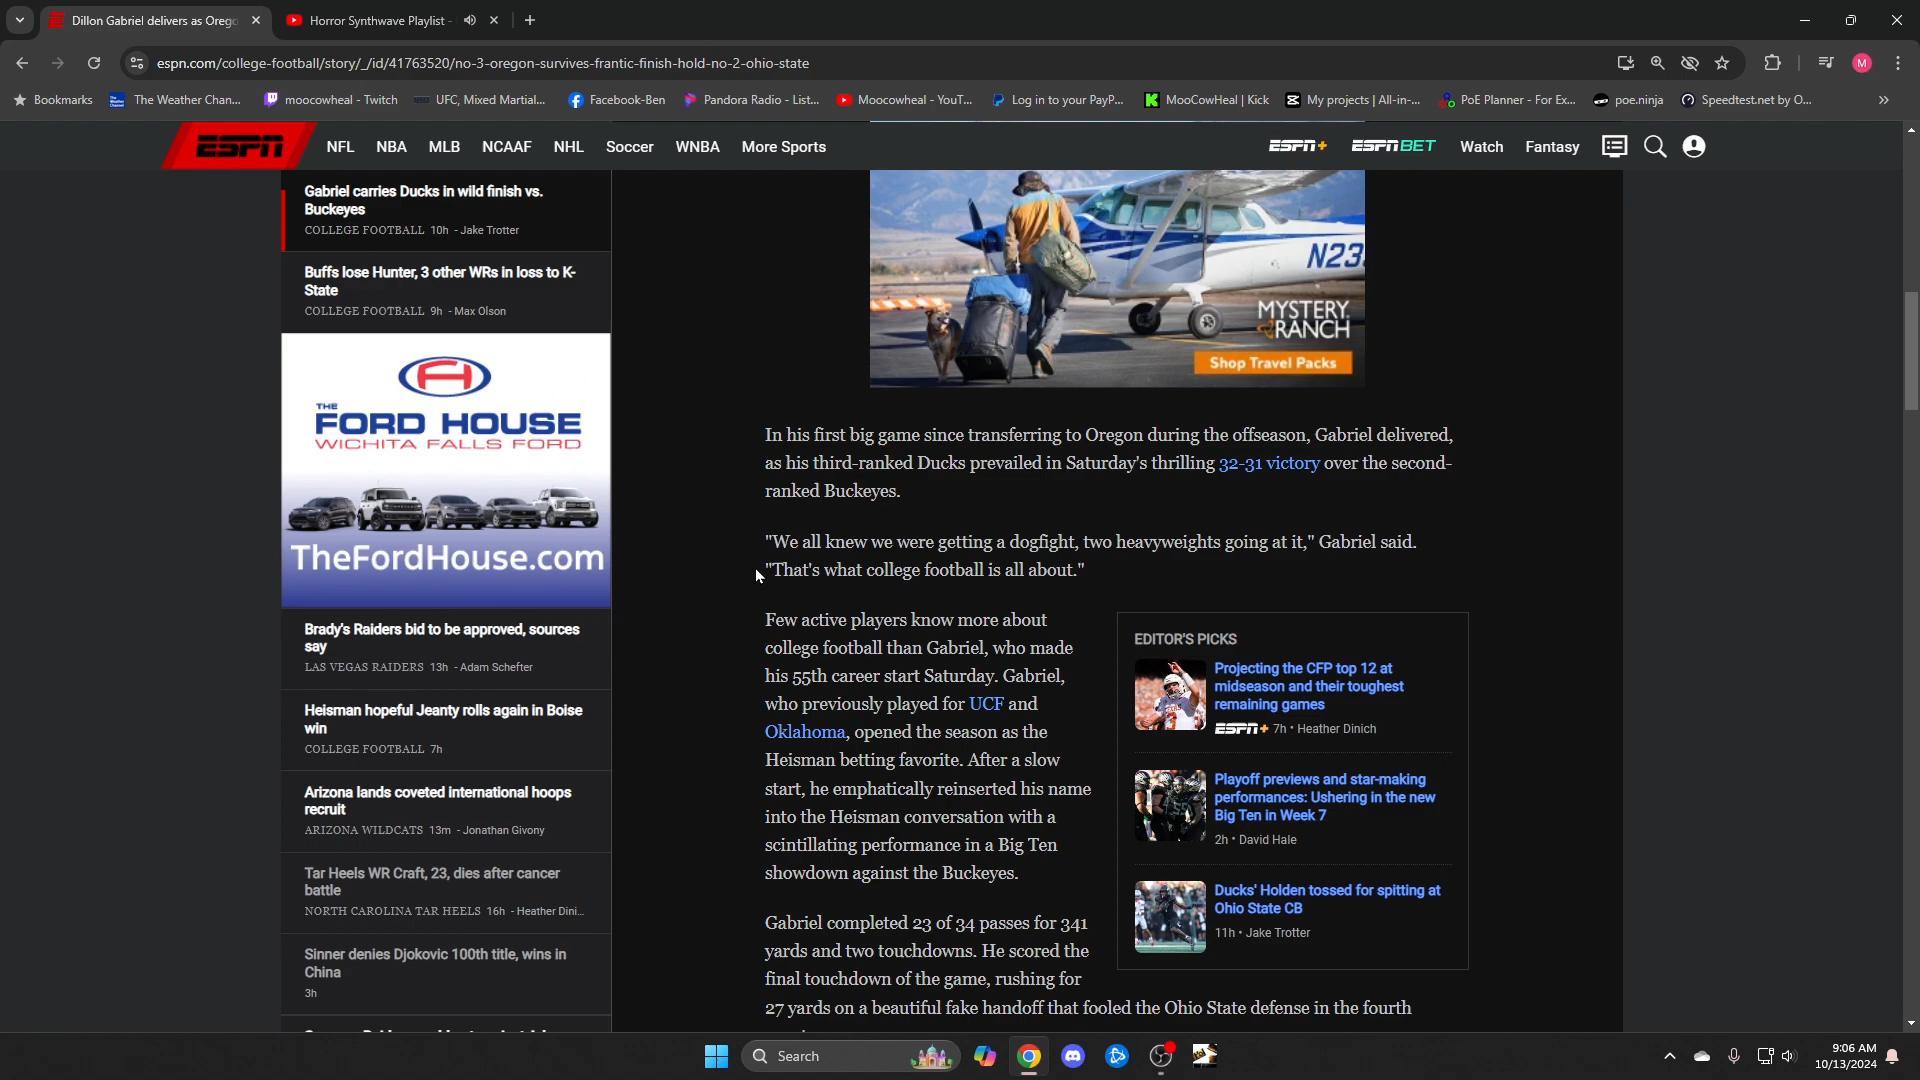 Dillon Gabriel delivers as Orego
Horror Synthwave Playlist -
espn.com/college-football/story/_/id/41763520/no-3-oregon-survives-frantic-finish-hold-no-2-ohio-state
M
Bookmarks
The Weather Chan...
moocowheal - Twitch
UFC, Mixed Martial...
Facebook-Ben
Pandora Radio - List...
Moocowheal - YouT...
Log in to your PayP...
MooCowHeal | Kick
My projects | All-in-...
PoE Planner - For Ex...
poe.ninja
Speedtest.net by O...
ESPN
NFL
NBA
MLB
NCAAF
NHL
Soccer
WNBA
More Sports
ESPN+
ESPN BET
Watch
Fantasy
Gabriel carries Ducks in wild finish vs.
Buckeyes
COLLEGE FOOTBALL 10h - Jake Trotter
Buffs lose Hunter, 3 other WRs in loss to K-
State
COLLEGE FOOTBALL 9h - Max Olson
THE
FORD HOUSE
WICHITA FALLS FORD
TheFordHouse.com
Brady's Raiders bid to be approved, sources
say
LAS VEGAS RAIDERS 13h - Adam Schefter
Heisman hopeful Jeanty rolls again in Boise
win
COLLEGE FOOTBALL 7h
Arizona lands coveted international hoops
recruit
ARIZONA WILDCATS 13m - Jonathan Givony
Tar Heels WR Craft, 23, dies after cancer
battle
NORTH CAROLINA TAR HEELS 16h - Heather Dini...
Sinner denies Djokovic 100th title, wins in
China
3h
N23
MYSTERY
RANCH
Shop Travel Packs
In his first big game since transferring to Oregon during the offseason, Gabriel delivered,
as his third-ranked Ducks prevailed in Saturday's thrilling 32-31 victory over the second-
ranked Buckeyes.
"We all knew we were getting a dogfight, two heavyweights going at it," Gabriel said.
"That's what college football is all about."
Few active players know more about
college football than Gabriel, who made
his 55th career start Saturday. Gabriel,
who previously played for UCF and
Oklahoma, opened the season as the
Heisman betting favorite. After a slow
start, he emphatically reinserted his name
into the Heisman conversation with a
scintillating performance in a Big Ten
showdown against the Buckeyes.
Gabriel completed 23 of 34 passes for 341
yards and two touchdowns. He scored the
final touchdown of the game, rushing for
27 yards on a beautiful fake handoff that fooled the Ohio State defense in the fourth
EDITOR'S PICKS
Projecting the CFP top 12 at
midseason and their toughest
remaining games
ESPN+ 7h • Heather Dinich
Playoff previews and star-making
performances: Ushering in the new
Big Ten in Week 7
2h • David Hale
Ducks' Holden tossed for spitting at
Ohio State CB
11h • Jake Trotter
Search
9:06 AM
10/13/2024